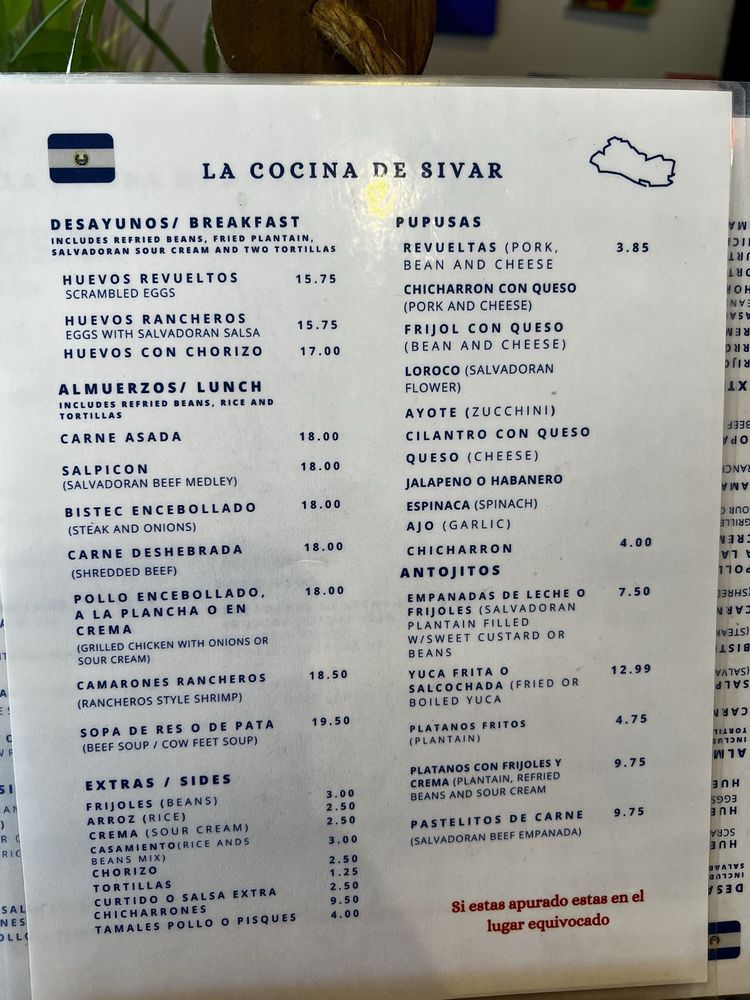 LA COCINA DE SIVAR
DESAYUNOS/ BREAKFAST
INCLUDES REFRIED BEANS, FRIED PLANTAIN,
SALVADORAN SOUR CREAM AND TWO TORTILLAS
HUEVOS REVUELTOS 15.75
SCRAMBLED EGGS
HUEVOS RANCHEROS 15.75
EGGS WITH SALVADORAN SALSA
HUEVOS CON CHORIZO 17.00
ALMUERZOS/ LUNCH
INCLUDES REFRIED BEANS, RICE AND
TORTILLAS
CARNE ASADA 18.00
SALPICON 18.00
(SALVADORAN BEEF MEDLEY)
BISTEC ENCEBOLLADO 18.00
(STEAK AND ONIONS)
CARNE DESHEBRADA 18.00
(SHREDDED BEEF)
POLLO ENCEBOLLADO, 18.00
A LA PLANCHA O EN
CREMA
(GRILLED CHICKEN WITH ONIONS OR
SOUR CREAM)
CAMARONES RANCHEROS 18.50
(RANCHEROS STYLE SHRIMP)
SOPA DE RES O DE PATA 19.50
(BEEF SOUP / COW FEET SOUP)
EXTRAS / SIDES
FRIJOLES (BEANS) 3.00
ARROZ (RICE) 2.50
CREMA (SOUR CREAM) 2.50
CASAMIENTO(RICE ANDS 3.00
BEANS MIX)
CHORIZO 2.50
TORTILLAS 1.25
CURTIDO O SALSA EXTRA 2.50
CHICHARRONES 9.50
TAMALES POLLO O PISQUES 4.00
PUPUSAS
REVUELTAS (PORK, 3.85
BEAN AND CHEESE
CHICHARRON CON QUESO
(PORK AND CHEESE)
FRIJOL CON QUESO
(BEAN AND CHEESE)
LOROCO (SALVADORAN
FLOWER)
AYOTE (ZUCCHINI)
CILANTRO CON QUESO
QUESO (CHEESE)
JALAPENO O HABANERO
ESPINACA (SPINACH)
AJO (GARLIC)
CHICHARRON 4.00
ANTOJITOS
EMPANADAS DE LECHE O 7.50
FRIJOLES (SALVADORAN
PLANTAIN FILLED
W/SWEET CUSTARD OR
BEANS
YUCA FRITA O 12.99
SALCOCHADA (FRIED OR
BOILED YUCA
PLATANOS FRITOS 4.75
(PLANTAIN)
PLATANOS CON FRIJOLES Y 9.75
CREMA (PLANTAIN, REFRIED
BEANS AND SOUR CREAM
PASTELITOS DE CARNE 9.75
(SALVADORAN BEEF EMPANADA)
Si estas apurado estas en el
lugar equivocado